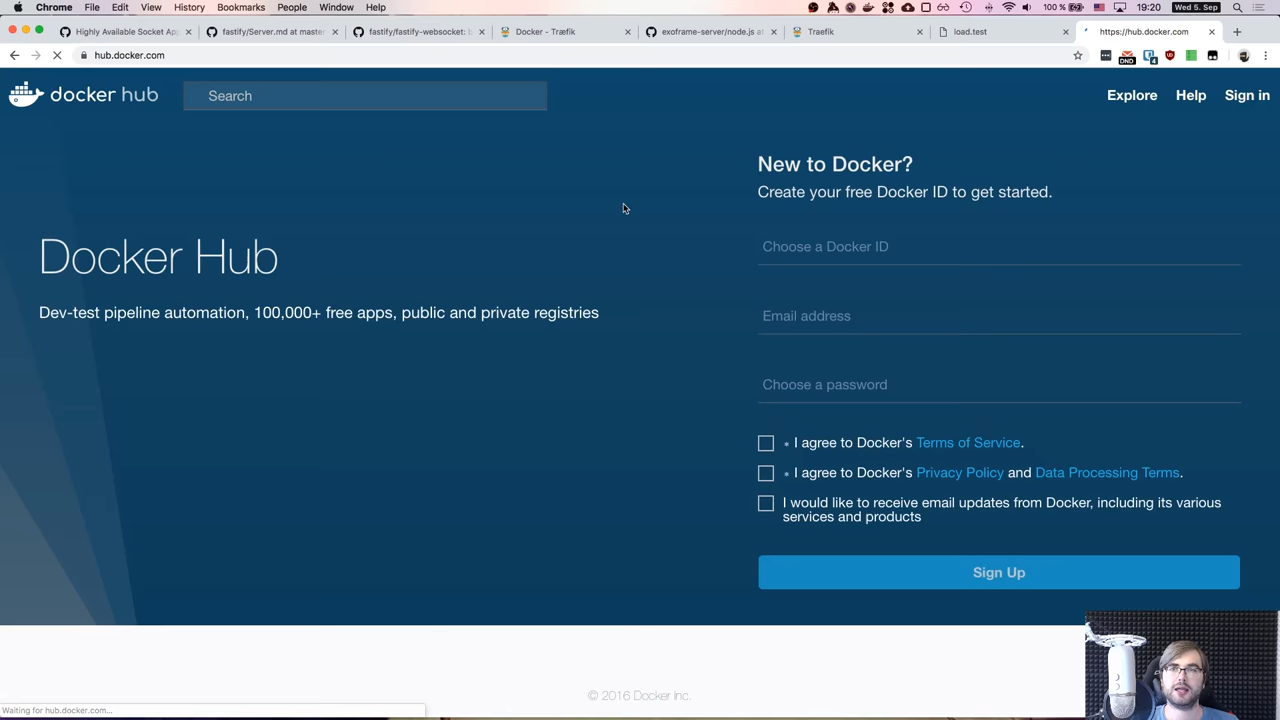 Chrome File Edit View History Bookmarks People Window Help 100 % 19:20 Wed 5. Sep
Highly Available Socket App fastify/Server.md at master fastify/fastify-websocket: b Docker - Træfik exoframe-server/node.js at Traefik load.test https://hub.docker.com
hub.docker.com
DND 4
docker hub Search Explore Help Sign in
New to Docker?
Create your free Docker ID to get started.
Choose a Docker ID
Docker Hub
Dev-test pipeline automation, 100,000+ free apps, public and private registries
Email address
Choose a password
* I agree to Docker's Terms of Service.
* I agree to Docker's Privacy Policy and Data Processing Terms.
I would like to receive email updates from Docker, including its various
services and products
Sign Up
© 2016 Docker Inc.
Waiting for hub.docker.com...